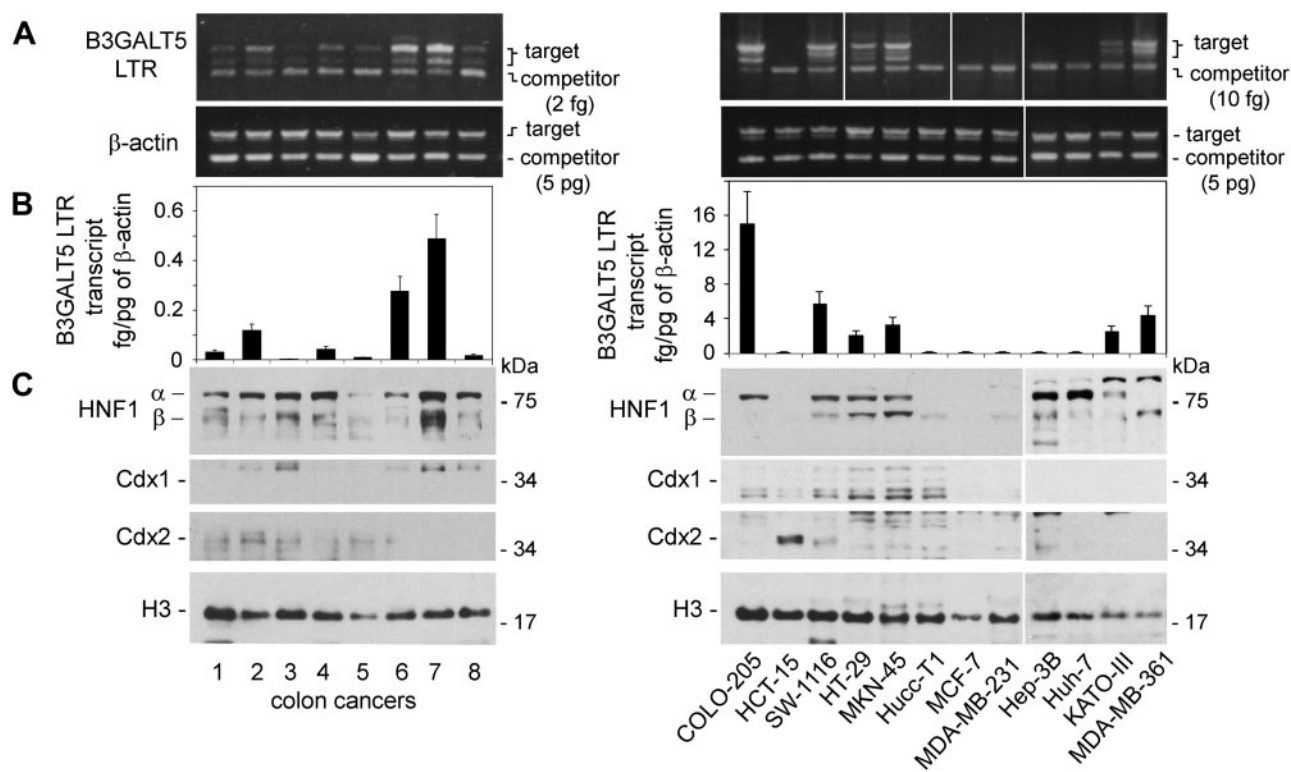 A
B3GALT5
LTR
target
competitor
(2 fg)
target
competitor
(10 fg)
β-actin
target
competitor
(5 pg)
target
competitor
(5 pg)
B
B3GALT5 LTR
transcript
fg/pg of β-actin
0.6
0.4
0.2
0
B3GALT5 LTR
transcript
fg/pg of β-actin
16
12
8
4
0
C
HNF1
α –
β –
kDa
- 75
HNF1
α –
β –
kDa
- 75
Cdx1 -
- 34
Cdx1 -
- 34
Cdx2 -
- 34
Cdx2 -
- 34
H3 -
- 17
H3 -
- 17
1 2 3 4 5 6 7 8
colon cancers
COLO-205
HCT-15
SW-1116
HT-29
MKN-45
Hucc-T1
MCF-7
MDA-MB-231
Hep-3B
Huh-7
KATO-III
MDA-MB-361